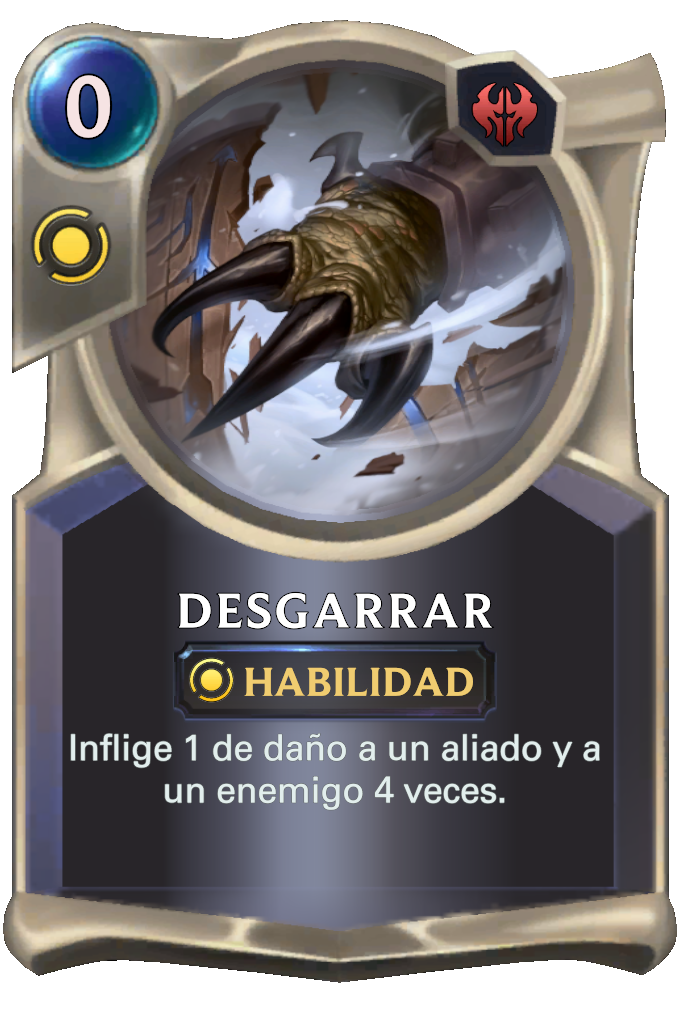 0
DESGARRAR
HABILIDAD
Inflige 1 de daño a un aliado y a
un enemigo 4 veces.